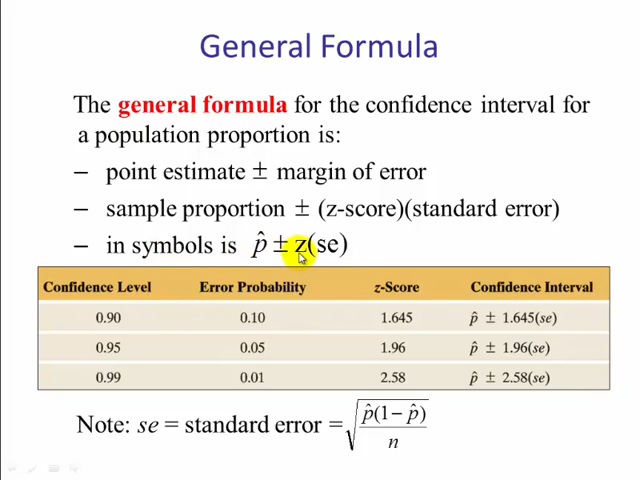 General Formula
The general formula for the confidence interval for
a population proportion is:
– point estimate ± margin of error
– sample proportion ± (z-score)(standard error)
– in symbols is p̂ ± z(se)
Confidence Level Error Probability z-Score Confidence Interval
0.90 0.10 1.645 p̂ ± 1.645(se)
0.95 0.05 1.96 p̂ ± 1.96(se)
0.99 0.01 2.58 p̂ ± 2.58(se)
Note: se = standard error = √(p̂(1 − p̂)/n)